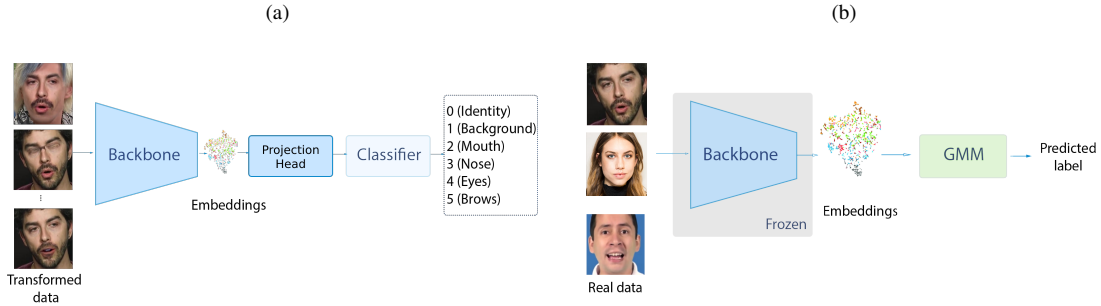 (a)
Backbone
Embeddings
Projection
Head
Classifier
0 (Identity)
1 (Background)
2 (Mouth)
3 (Nose)
4 (Eyes)
5 (Brows)
Transformed
data
(b)
Backbone
Frozen
Embeddings
GMM
Predicted
label
Real data